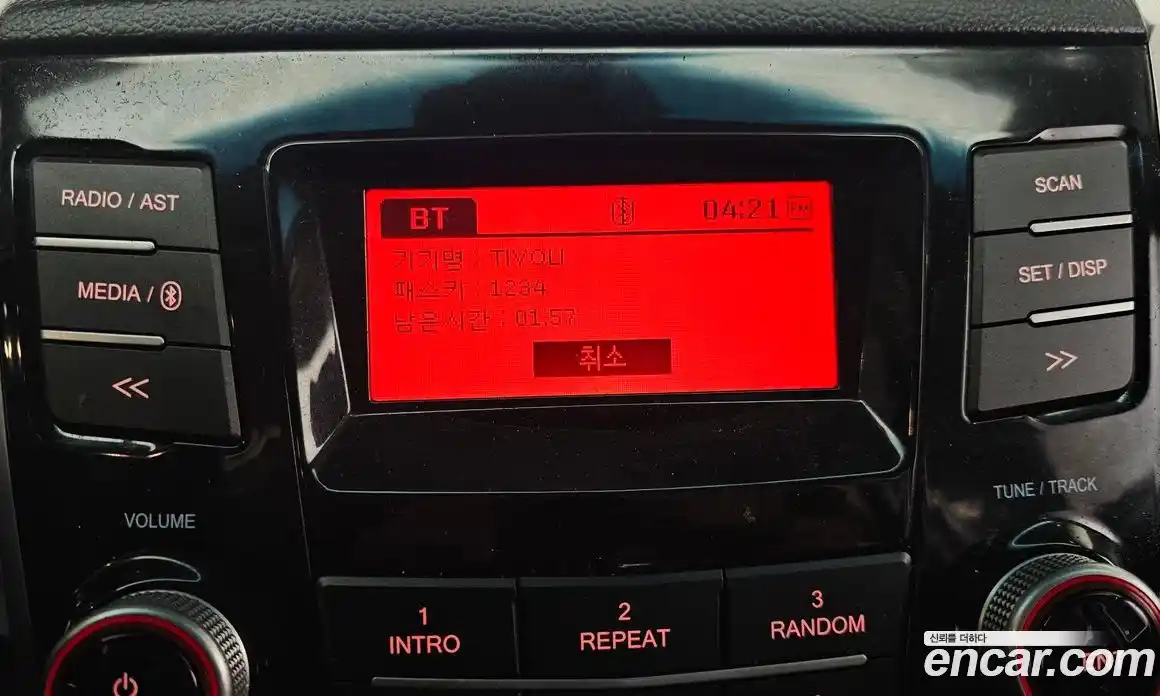 RADIO / AST
MEDIA /
<<
VOLUME
BT 04:21 PM
기기명 : TIVOLI
패스키 : 1234
남은시간 : 01:57
취소
SCAN
SET / DISP
>>
TUNE / TRACK
1
INTRO
2
REPEAT
3
RANDOM
신뢰를 더하다
encar.com